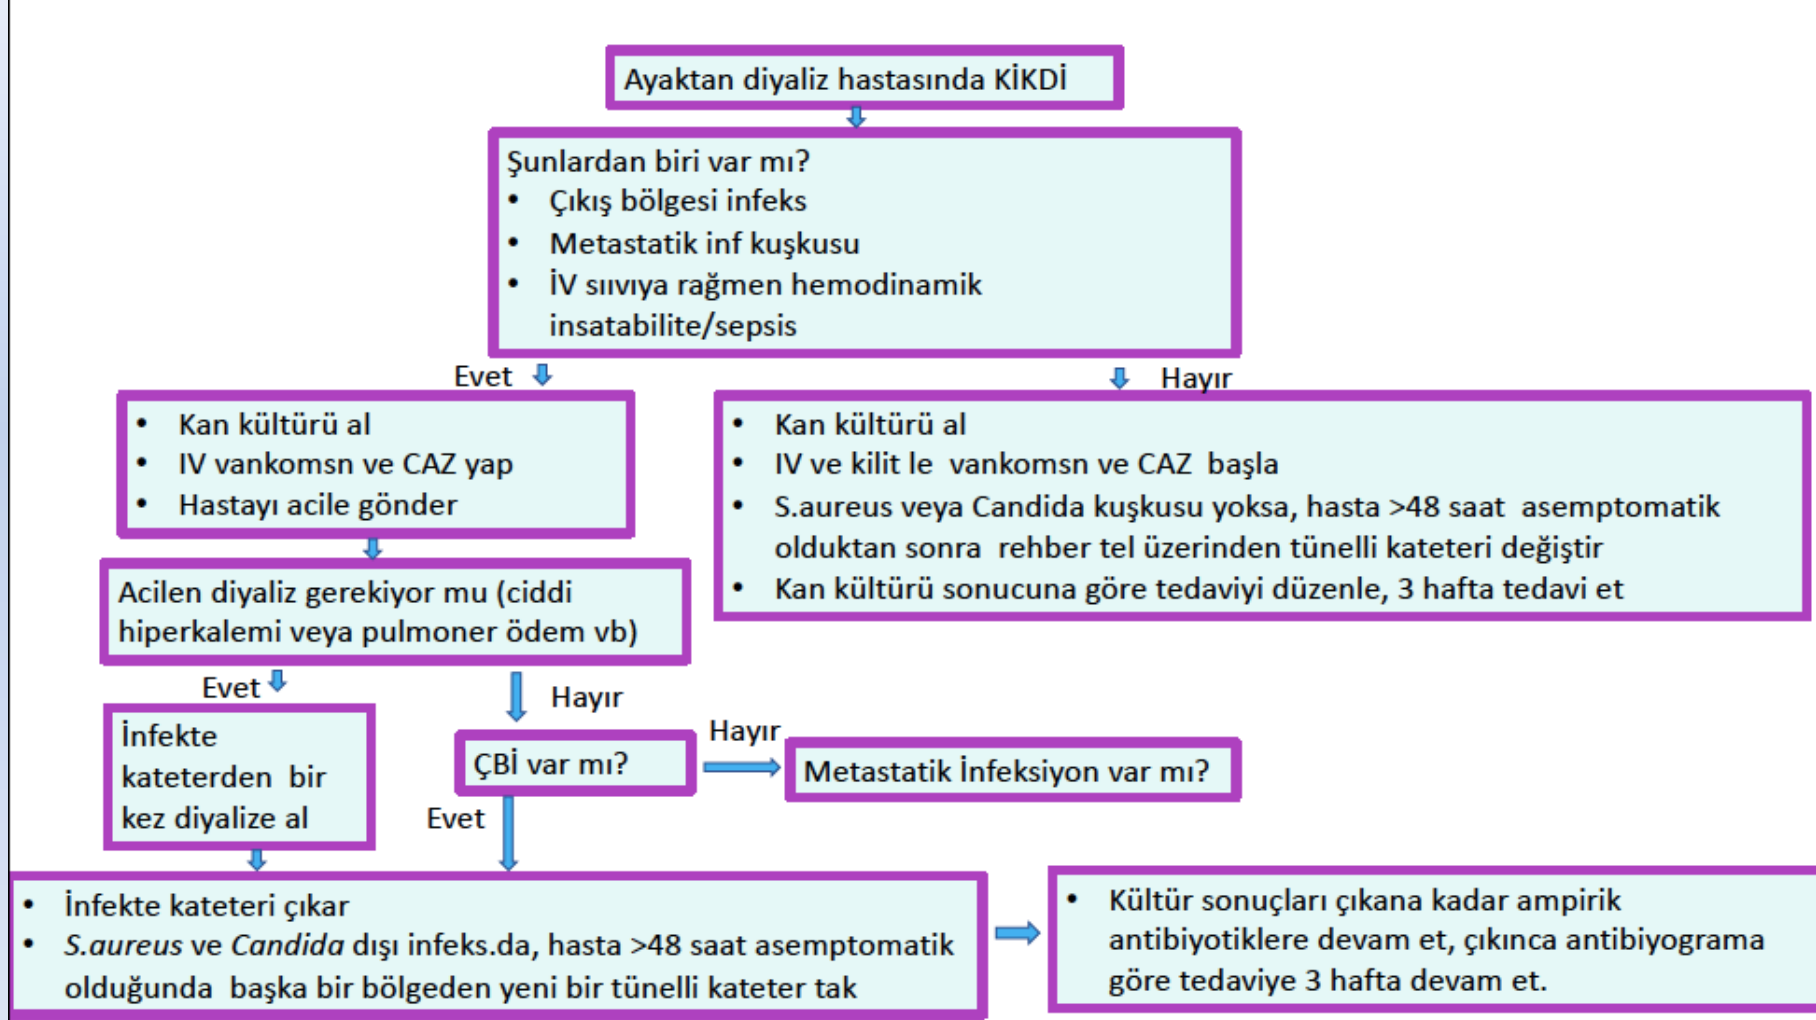 Ayaktan diyaliz hastasında KİKDİ
Şunlardan biri var mı?
• Çıkış bölgesi infeks
• Metastatik inf kuşkusu
• İV sıvıya rağmen hemodinamik
insatabilite/sepsis
Evet
Hayır
• Kan kültürü al
• IV vankomsn ve CAZ yap
• Hastayı acile gönder
• Kan kültürü al
• IV ve kilit le vankomsn ve CAZ başla
• S.aureus veya Candida kuşkusu yoksa, hasta >48 saat asemptomatik
olduktan sonra rehber tel üzerinden tünelli kateteri değiştir
• Kan kültürü sonucuna göre tedaviyi düzenle, 3 hafta tedavi et
Acilen diyaliz gerekiyor mu (ciddi
hiperkalemi veya pulmoner ödem vb)
Evet
Hayır
İnfekte
kateterden bir
kez diyalize al
ÇBİ var mı?
Hayır
Metastatik İnfeksiyon var mı?
Evet
• İnfekte kateteri çıkar
• S.aureus ve Candida dışı infeks.da, hasta >48 saat asemptomatik
olduğunda başka bir bölgeden yeni bir tünelli kateter tak
• Kültür sonuçları çıkana kadar ampirik
antibiyotiklere devam et, çıkınca antibiyograma
göre tedaviye 3 hafta devam et.